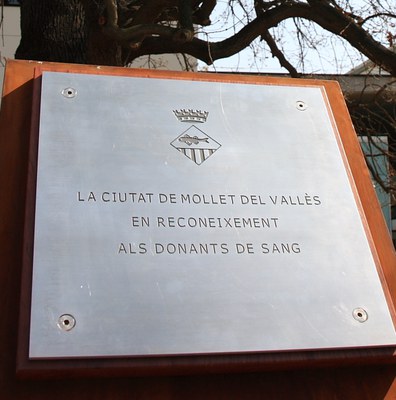 LA CIUTAT DE MOLLET DEL VALLÈS
EN RECONEIXEMENT
ALS DONANTS DE SANG